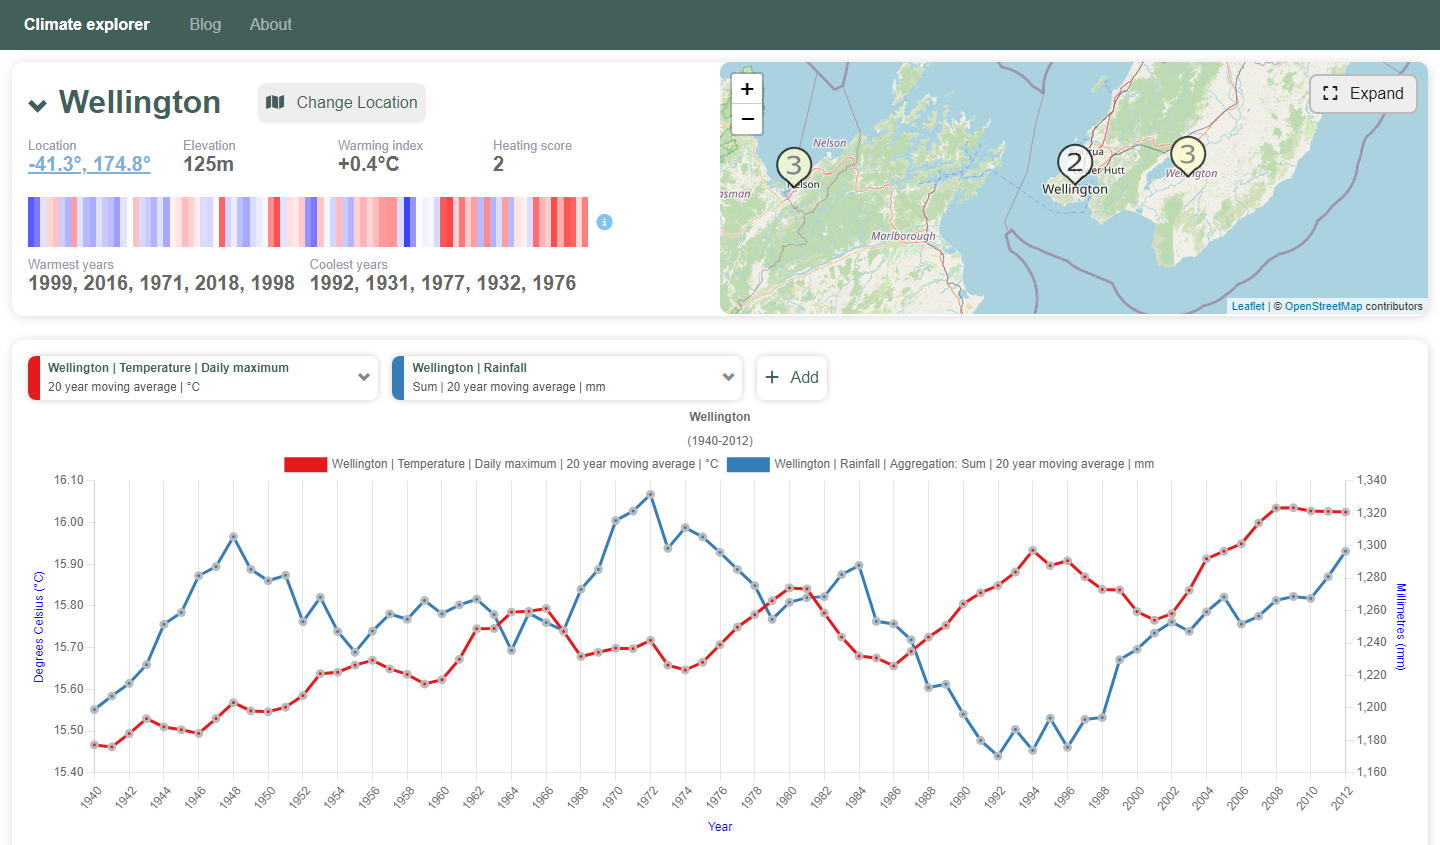 Climate explorer Blog About
Wellington
Change Location
Location Elevation Warming index Heating score
-41.3°, 174.8° 125m +0.4°C 2
Warmest years Coolest years
1999, 2016, 1971, 2018, 1998 1992, 1931, 1977, 1932, 1976
+
−
Expand
Nelson
3
Nelson
Marlborough
2
Wellington
3
Wellington
Leaflet | © OpenStreetMap contributors
Wellington | Temperature | Daily maximum
20 year moving average | °C
Wellington | Rainfall
Sum | 20 year moving average | mm
+ Add
Wellington
(1940-2012)
Wellington | Temperature | Daily maximum | 20 year moving average | °C
Wellington | Rainfall | Aggregation: Sum | 20 year moving average | mm
Degrees Celsius (°C)
16.10
16.00
15.90
15.80
15.70
15.60
15.50
15.40
1,340
1,320
1,300
1,280
1,260
1,240
1,220
1,200
1,180
1,160
Millimetres (mm)
1940 1942 1944 1946 1948 1950 1952 1954 1956 1958 1960 1962 1964 1966 1968 1970 1972 1974 1976 1978 1980 1982 1984 1986 1988 1990 1992 1994 1996 1998 2000 2002 2004 2006 2008 2010 2012
Year